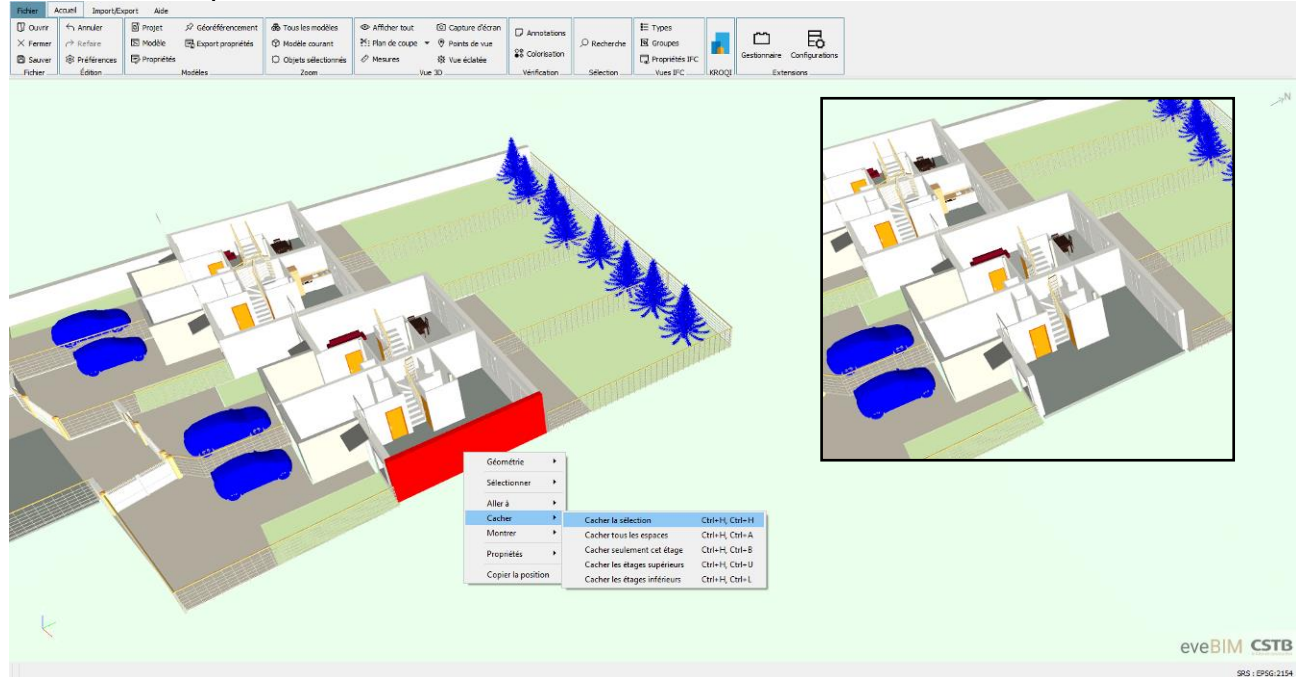 Fichier Accueil Import/Export Aide
Ouvrir Annuler Projet Géoréférencement Tous les modèles Afficher tout Capture d'écran Annotations Recherche Types Gestionnaire Configurations
Fermer Refaire Modèle Export propriétés Modèle courant Plan de coupe Points de vue Colorisation Groupes
Sauver Préférences Propriétés Objets sélectionnés Mesures Vue éclatée Propriétés IFC
Fichier Édition Modèles Zoom Vue 3D Vérification Sélection Vues IFC KROQI Extensions
N
Géométrie
Sélectionner
Aller à
Cacher
Montrer
Propriétés
Copier la position
Cacher la sélection Ctrl+H, Ctrl+H
Cacher tous les espaces Ctrl+H, Ctrl+A
Cacher seulement cet étage Ctrl+H, Ctrl+B
Cacher les étages supérieurs Ctrl+H, Ctrl+U
Cacher les étages inférieurs Ctrl+H, Ctrl+L
eveBIM CSTB
SRS : EPSG:2154